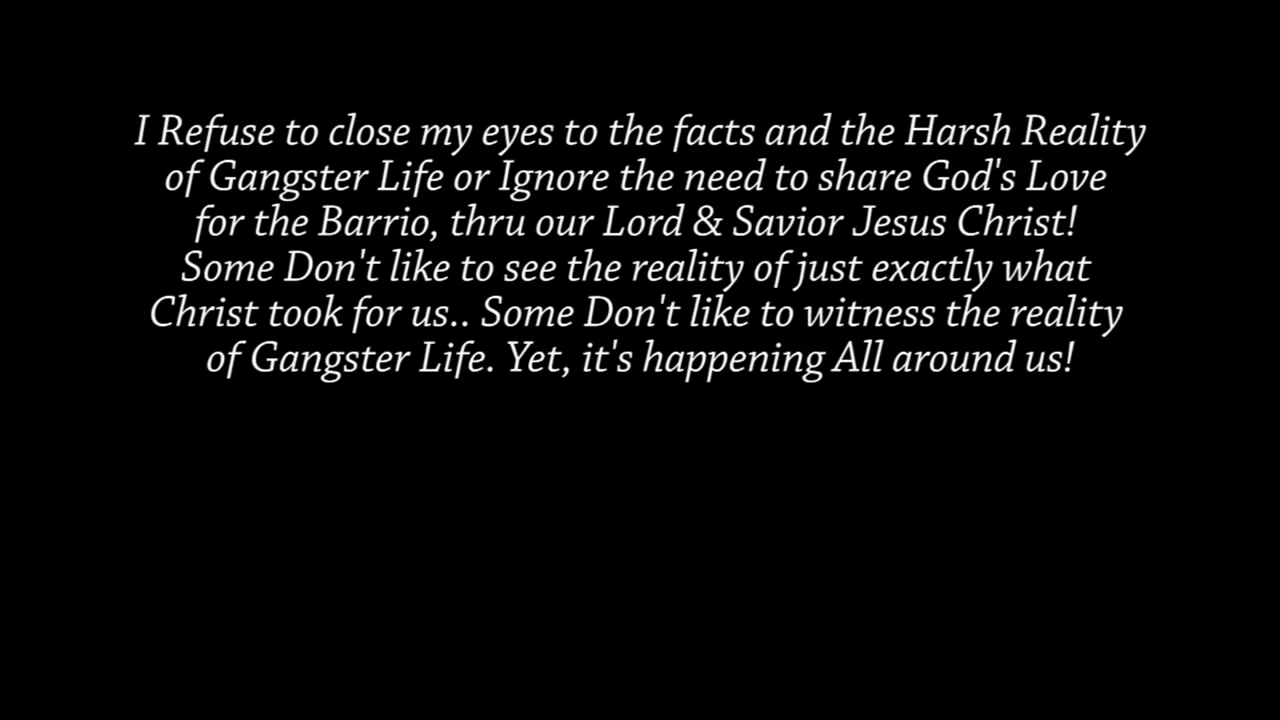 I Refuse to close my eyes to the facts and the Harsh Reality
of Gangster Life or Ignore the need to share God's Love
for the Barrio, thru our Lord & Savior Jesus Christ!
Some Don't like to see the reality of just exactly what
Christ took for us.. Some Don't like to witness the reality
of Gangster Life. Yet, it's happening All around us!